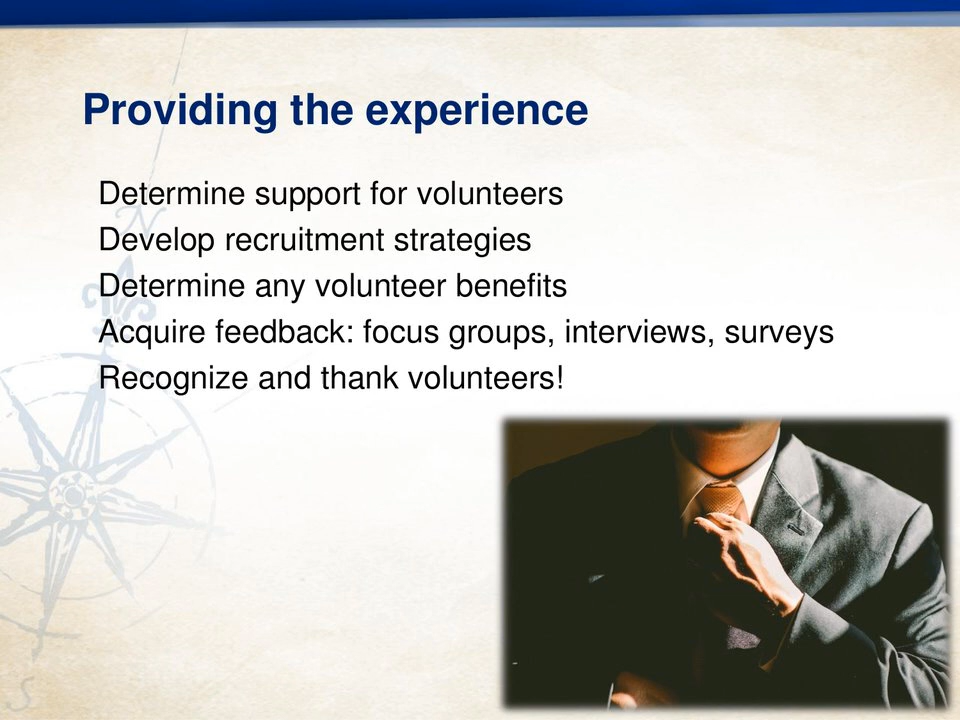 Providing the experience
Determine support for volunteers
Develop recruitment strategies
Determine any volunteer benefits
Acquire feedback: focus groups, interviews, surveys
Recognize and thank volunteers!
N
S